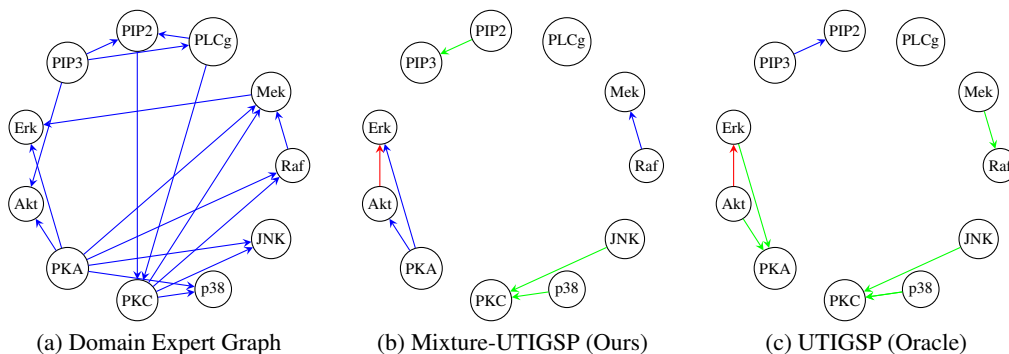 PIP2
PLCg
PIP3
Mek
Erk
Raf
Akt
JNK
PKA
p38
PKC
(a) Domain Expert Graph
PIP2
PLCg
PIP3
Mek
Erk
Raf
Akt
JNK
PKA
p38
PKC
(b) Mixture-UTIGSP (Ours)
PIP2
PLCg
PIP3
Mek
Erk
Raf
Akt
JNK
PKA
p38
PKC
(c) UTIGSP (Oracle)